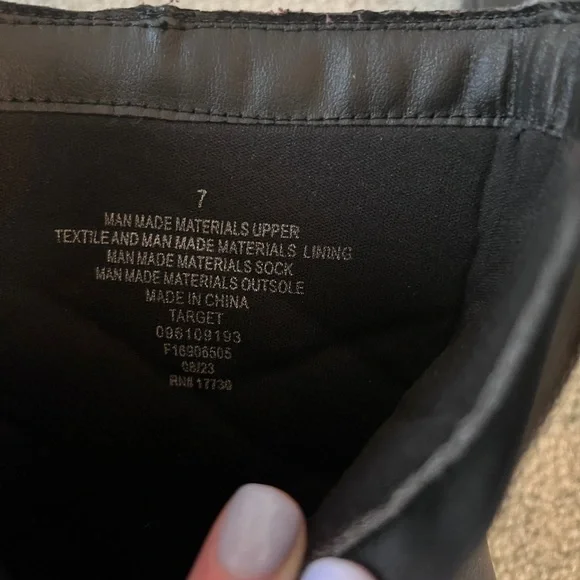 7
MAN MADE MATERIALS UPPER
TEXTILE AND MAN MADE MATERIALS LINING
MAN MADE MATERIALS SOCK
MAN MADE MATERIALS OUTSOLE
MADE IN CHINA
TARGET
096109193
F16906505
08/23
RN# 17730